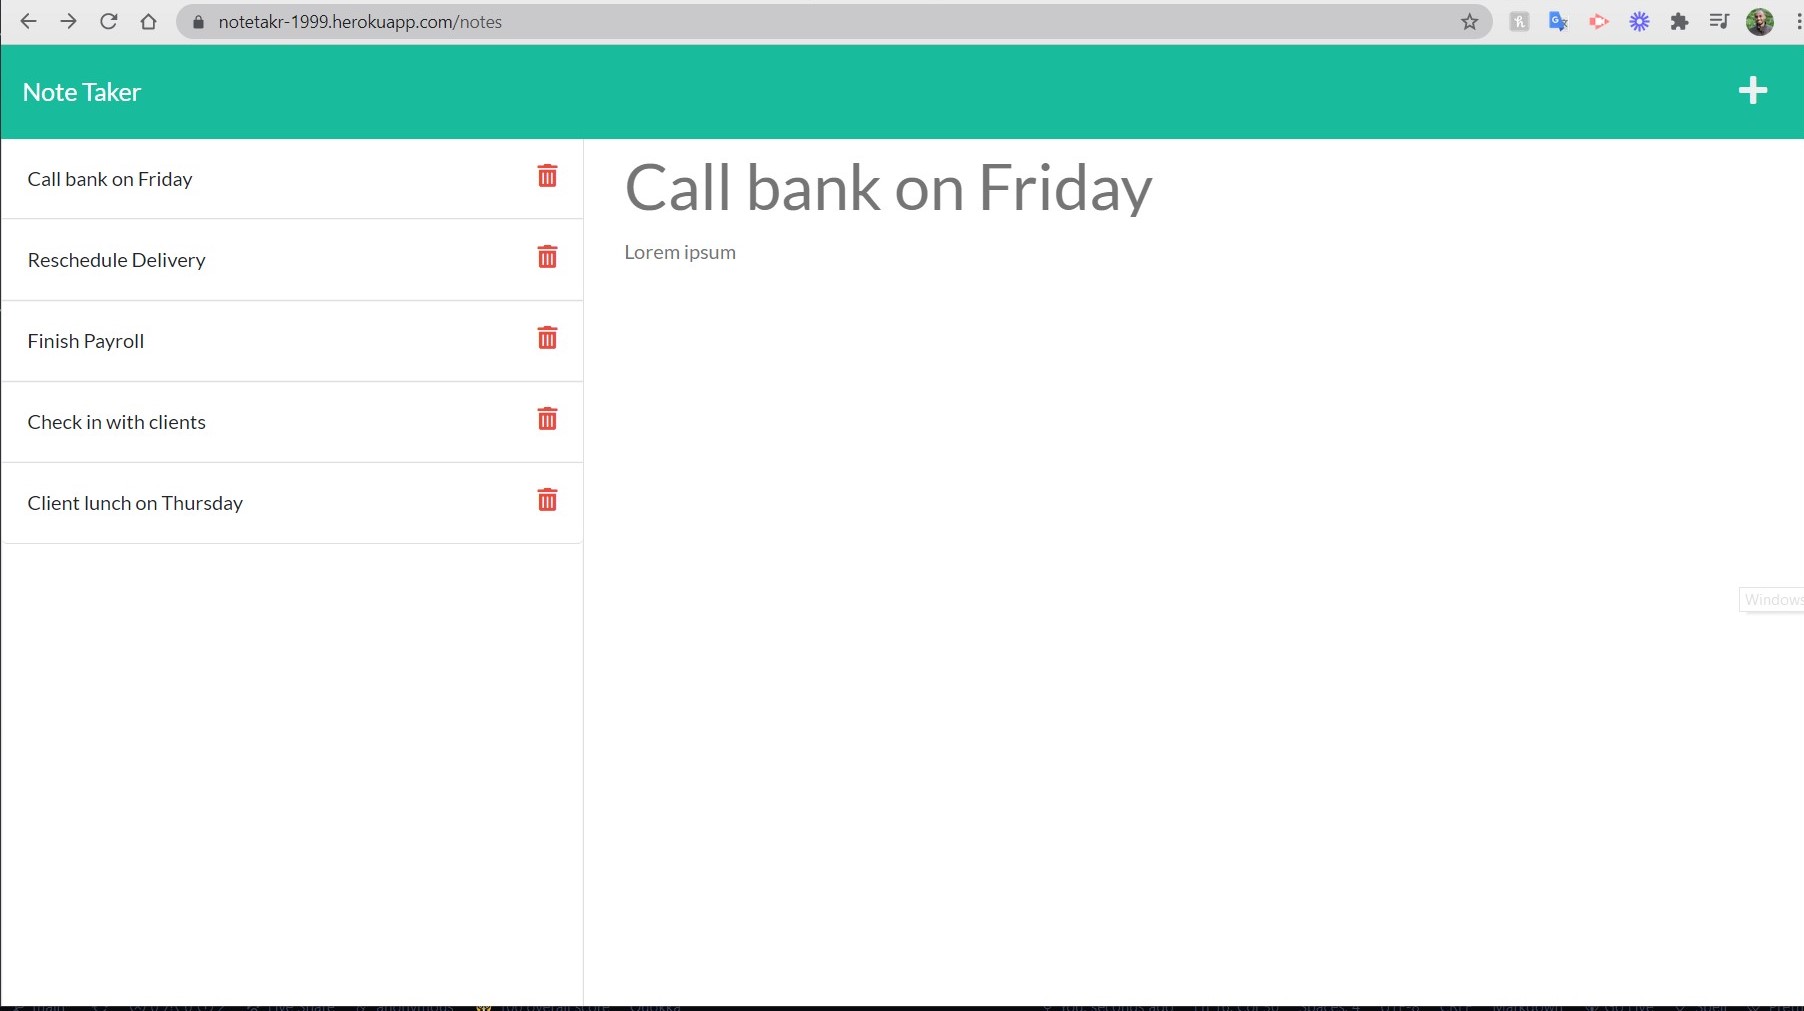 notetakr-1999.herokuapp.com/notes
Note Taker
Call bank on Friday
Reschedule Delivery
Finish Payroll
Check in with clients
Client lunch on Thursday
Call bank on Friday
Lorem ipsum
Windows